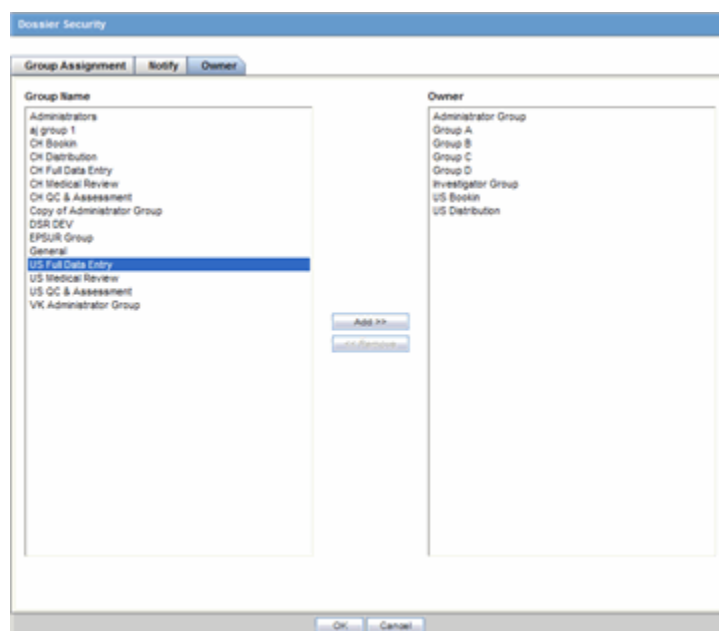 Dossier Security
Group Assignment
Notify
Owner
Group Name
Administrators
aj group 1
CH Bookin
CH Distribution
CH Full Data Entry
CH Medical Review
CH QC & Assessment
Copy of Administrator Group
DSR DEV
EPSUR Group
General
US Full Data Entry
US Medical Review
US QC & Assessment
VK Administrator Group
Add >>
<< Remove
Owner
Administrator Group
Group A
Group B
Group C
Group D
Investigator Group
US Bookin
US Distribution
OK
Cancel